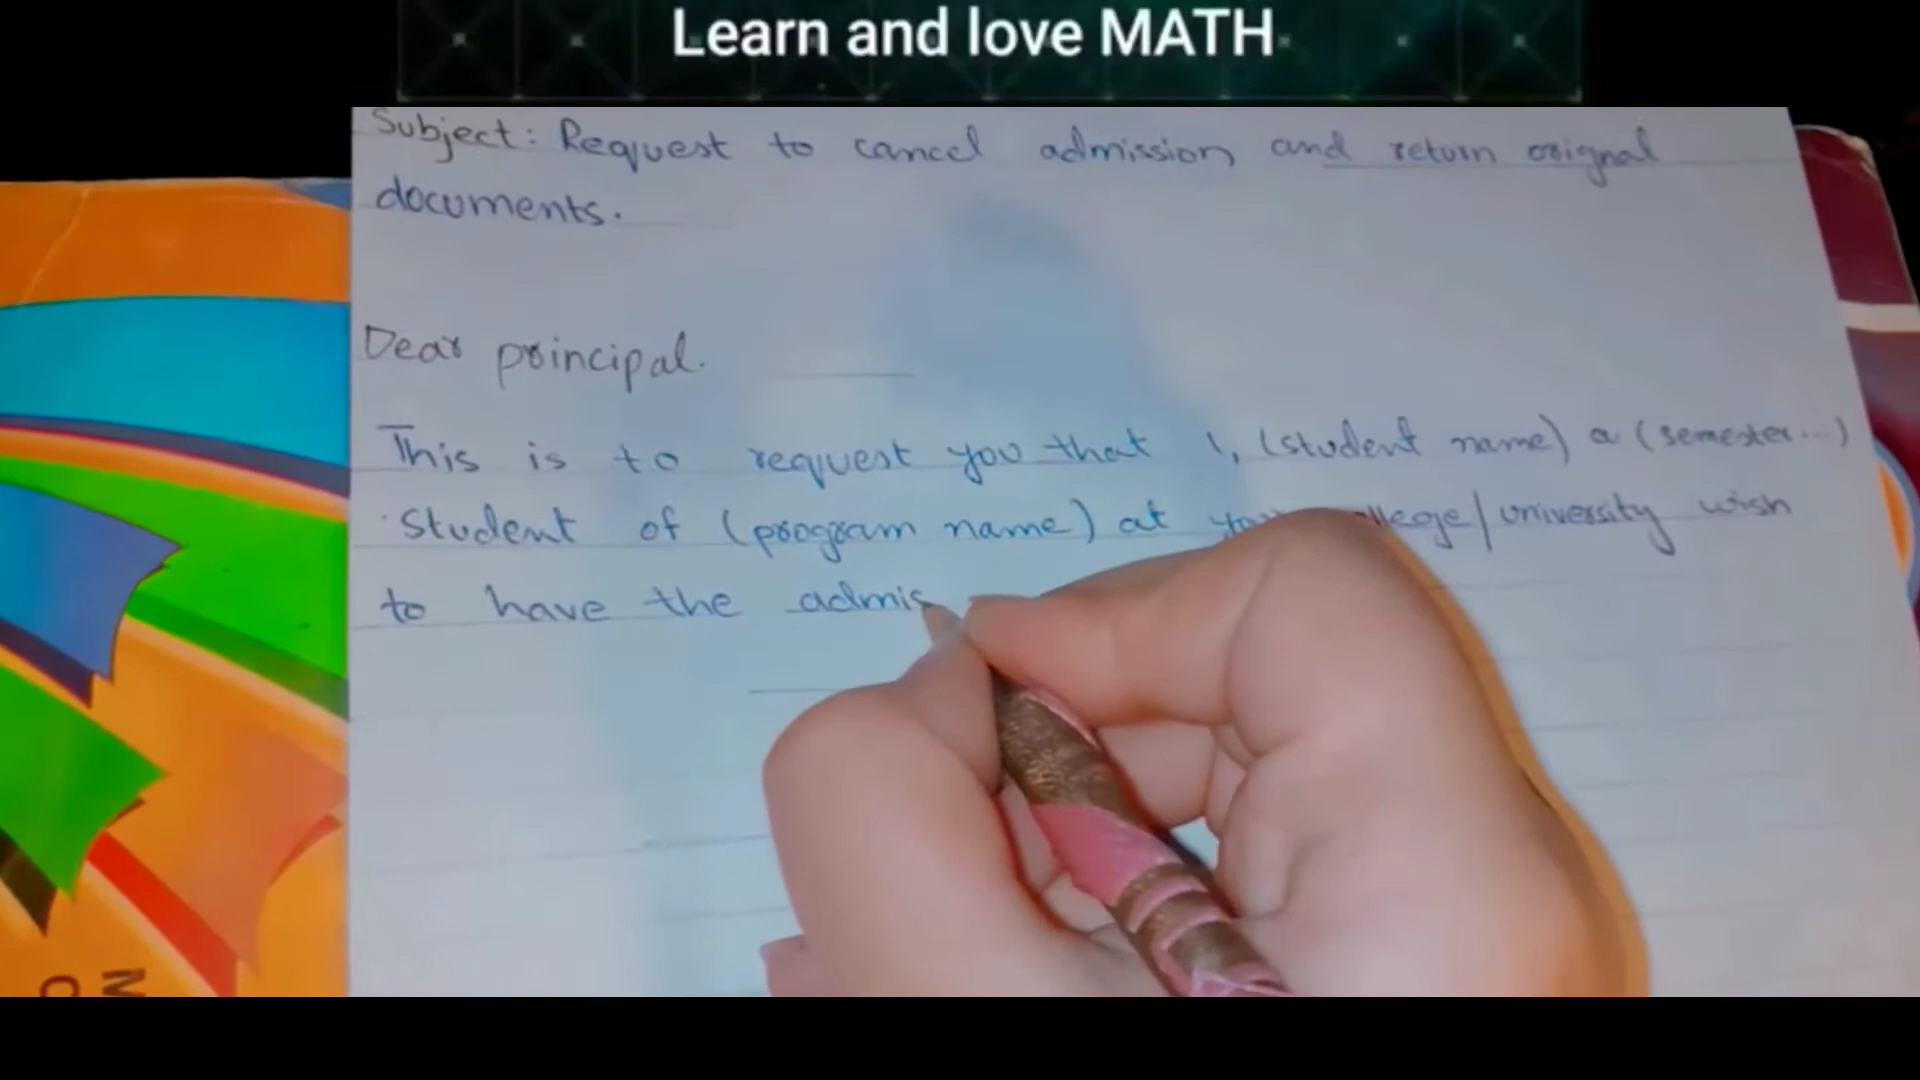 Learn and love MATH
Subject: Request to cancel admission and return orignal
documents.
Dear principal.
This is to request you that I, (student name) a (semester...)
student of (program name) at university wish
to have the admis